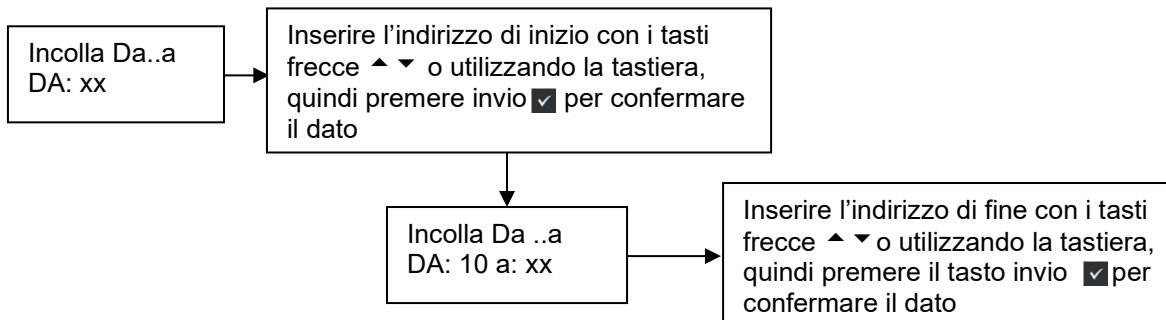 Incolla Da..a
DA: xx
Inserire l’indirizzo di inizio con i tasti
frecce ▲ ▼ o utilizzando la tastiera,
quindi premere invio ✓ per confermare
il dato
Incolla Da ..a
DA: 10 a: xx
Inserire l’indirizzo di fine con i tasti
frecce ▲ ▼ o utilizzando la tastiera,
quindi premere il tasto invio ✓ per
confermare il dato